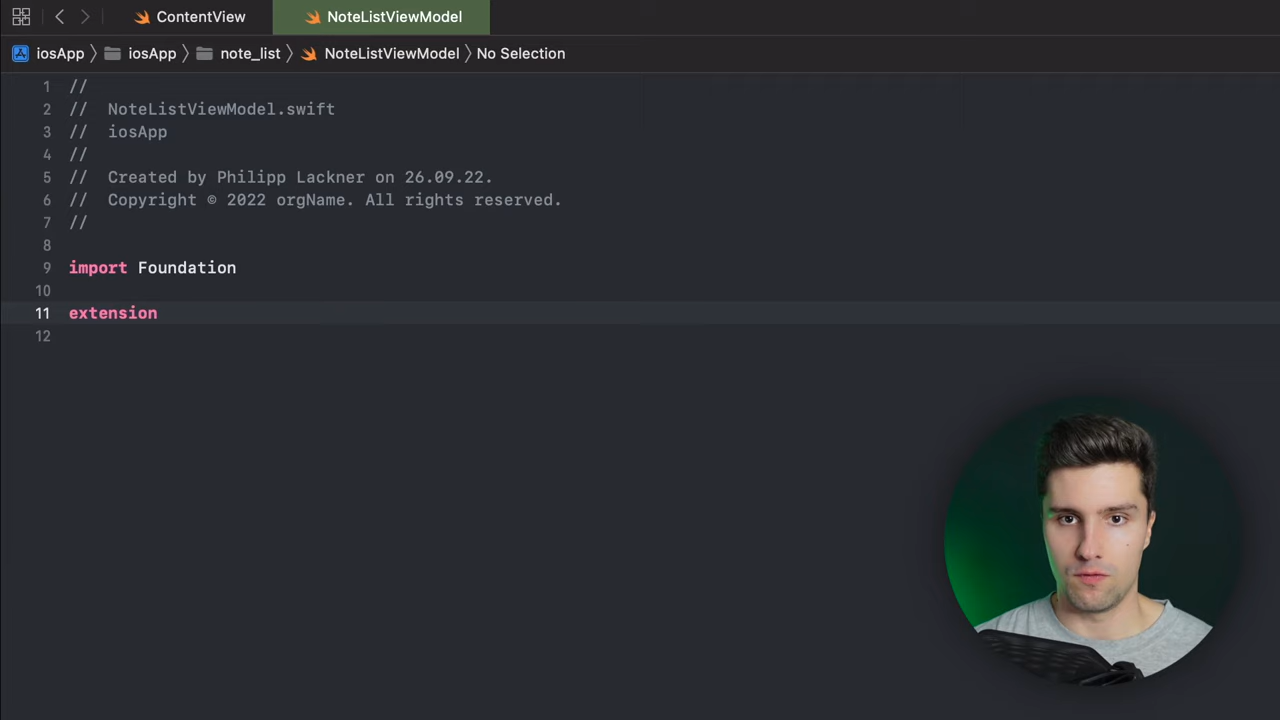 ContentView
NoteListViewModel
iosApp iosApp note_list NoteListViewModel No Selection
1 //
2 //  NoteListViewModel.swift
3 //  iosApp
4 //
5 //  Created by Philipp Lackner on 26.09.22.
6 //  Copyright © 2022 orgName. All rights reserved.
7 //
8
9 import Foundation
10
11 extension
12